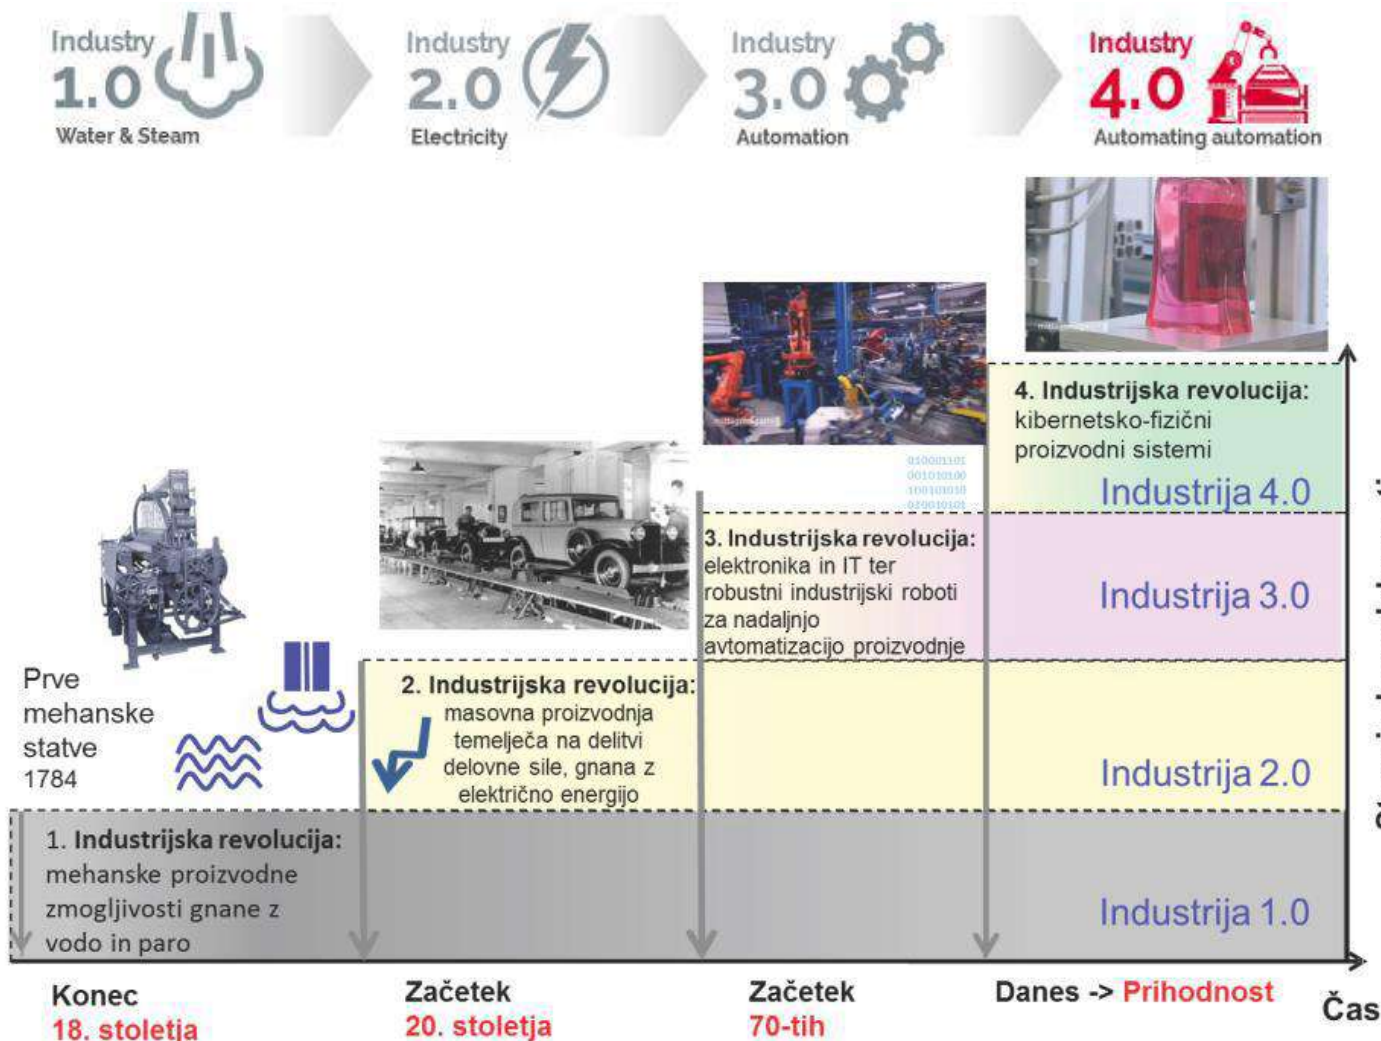 Industry
1.0
Water & Steam
Industry
2.0
Electricity
Industry
3.0
Automation
Industry
4.0
Automating automation
4. Industrijska revolucija:
kibernetsko-fizični
proizvodni sistemi
Industrija 4.0
010001101
001010100
100101010
010010101
3. Industrijska revolucija:
elektronika in IT ter
robustni industrijski roboti
za nadaljnjo
avtomatizacijo proizvodnje
Industrija 3.0
Prve
mehanske
statve
1784
2. Industrijska revolucija:
masovna proizvodnja
temelječa na delitvi
delovne sile, gnana z
električno energijo
Industrija 2.0
1. Industrijska revolucija:
mehanske proizvodne
zmogljivosti gnane z
vodo in paro
Industrija 1.0
Konec
18. stoletja
Začetek
20. stoletja
Začetek
70-tih
Danes -> Prihodnost
Čas